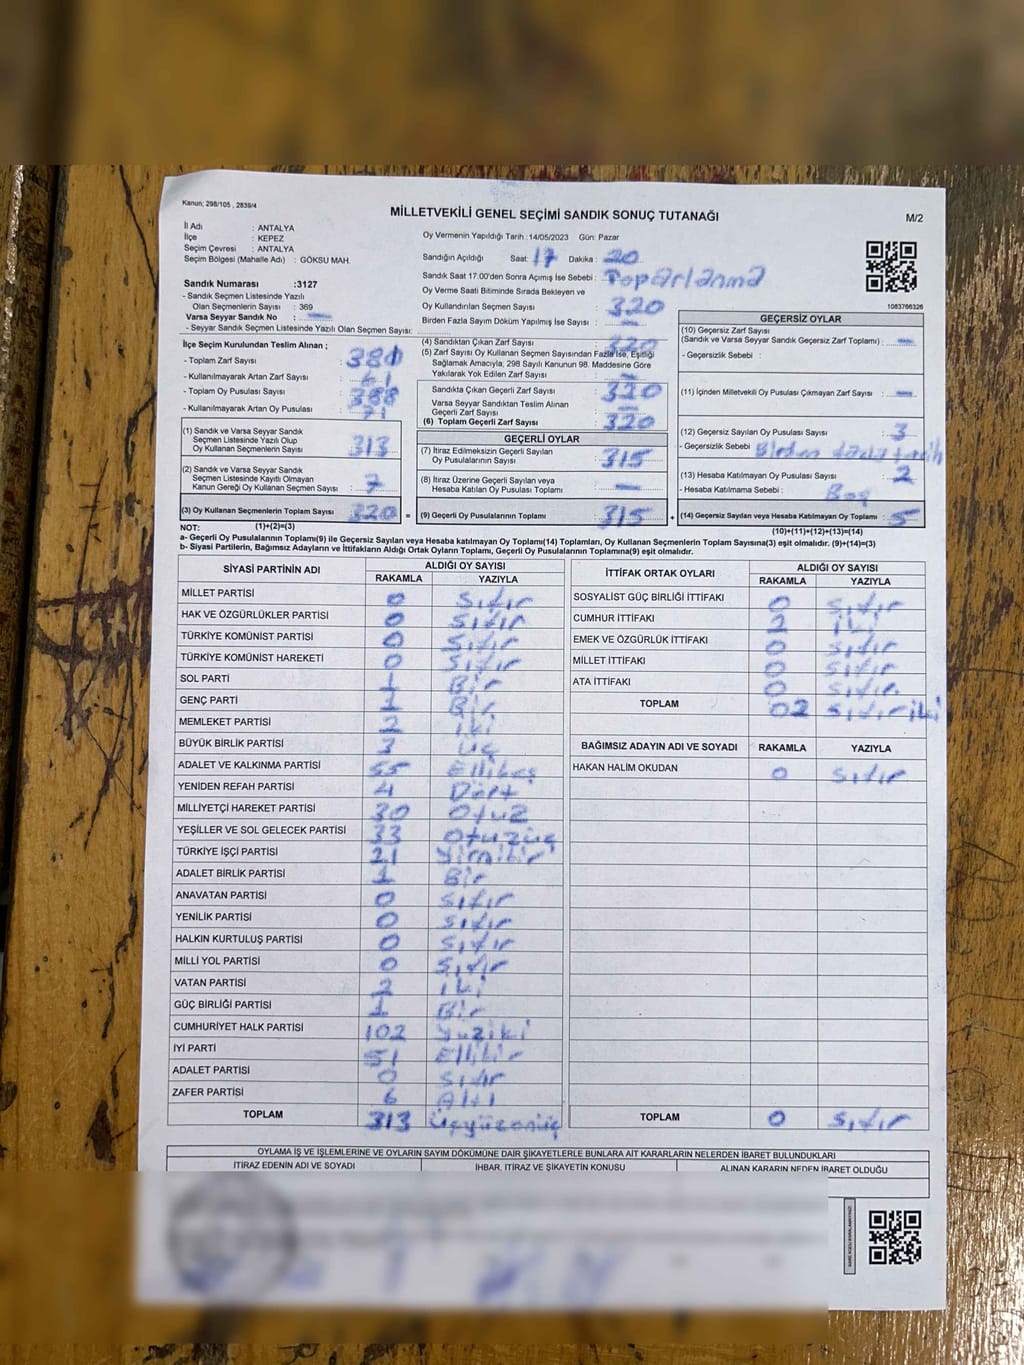 Kanun; 298/105 , 2839/4
MİLLETVEKİLİ GENEL SEÇİMİ SANDIK SONUÇ TUTANAĞI
M/2
İl Adı : ANTALYA
İlçe : KEPEZ
Seçim Çevresi : ANTALYA
Seçim Bölgesi (Mahalle Adı) : GÖKSU MAH.
Sandık Numarası :3127
- Sandık Seçmen Listesinde Yazılı
Olan Seçmenlerin Sayısı : 369
Varsa Seyyar Sandık No : —
- Seyyar Sandık Seçmen Listesinde Yazılı Olan Seçmen Sayısı:
Oy Vermenin Yapıldığı Tarih :14/05/2023 Gün: Pazar
Sandığın Açıldığı Saat: 17 Dakika : 20
Sandık Saat 17.00'den Sonra Açımış İse Sebebi : Toparlanma
Oy Verme Saati Bitiminde Sırada Bekleyen ve
Oy Kullandırılan Seçmen Sayısı : 320
Birden Fazla Sayım Döküm Yapılmış İse Sayısı : —
1083766326
İlçe Seçim Kurulundan Teslim Alınan ;
- Toplam Zarf Sayısı : 381
- Kullanılmayarak Artan Zarf Sayısı : 61
- Toplam Oy Pusulası : 388
- Kullanılmayarak Artan Oy Pusulası : 71
(1) Sandık ve Varsa Seyyar Sandık
Seçmen Listesinde Yazılı Olup
Oy Kullanan Seçmenlerin Sayısı : 313
(2) Sandık ve Varsa Seyyar Sandık
Seçmen Listesinde Kayıtlı Olmayan
Kanun Gereği Oy Kullanan Seçmen Sayısı : 7
(3) Oy Kullanan Seçmenlerin Toplam Sayısı : 320 =
(4) Sandıktan Çıkan Zarf Sayısı : 320
(5) Zarf Sayısı Oy Kullanan Seçmen Sayısından Fazla İse, Eşitliği
Sağlamak Amacıyla; 298 Sayılı Kanunun 98. Maddesine Göre
Yakılarak Yok Edilen Zarf Sayısı : —
Sandıkta Çıkan Geçerli Zarf Sayısı : 320
Varsa Seyyar Sandıktan Teslim Alınan
Geçerli Zarf Sayısı : —
(6) Toplam Geçerli Zarf Sayısı : 320
GEÇERLİ OYLAR
(7) İtiraz Edilmeksizin Geçerli Sayılan
Oy Pusulalarının Sayısı : 315
(8) İtiraz Üzerine Geçerli Sayılan veya
Hesaba Katılan Oy Pusulası Toplamı : —
(9) Geçerli Oy Pusulalarının Toplamı : 315 +
GEÇERSİZ OYLAR
(10) Geçersiz Zarf Sayısı
(Sandık ve Varsa Seyyar Sandık Geçersiz Zarf Toplamı) : —
- Geçersizlik Sebebi :
(11) İçinden Milletvekili Oy Pusulası Çıkmayan Zarf Sayısı : —
(12) Geçersiz Sayılan Oy Pusulası Sayısı : 3
- Geçersizlik Sebebi : Birden fazla tarih
(13) Hesaba Katılmayan Oy Pusulası Sayısı : 2
- Hesaba Katılmama Sebebi : Boş
(14) Geçersiz Sayılan veya Hesaba Katılmayan Oy Toplamı : 5
NOT: (1)+(2)=(3)
(10)+(11)+(12)+(13)=(14)
a- Geçerli Oy Pusulalarının Toplamı(9) ile Geçersiz Sayılan veya Hesaba katılmayan Oy Toplamı(14) Toplamları, Oy Kullanan Seçmenlerin Toplam Sayısına(3) eşit olmalıdır. (9)+(14)=(3)
b- Siyasi Partilerin, Bağımsız Adayların ve İttifakların Aldığı Ortak Oyların Toplamı, Geçerli Oy Pusulalarının Toplamına(9) eşit olmalıdır.
SİYASİ PARTİNİN ADI ALDIĞI OY SAYISI
RAKAMLA YAZIYLA
MİLLET PARTİSİ 0 Sıfır
HAK VE ÖZGÜRLÜKLER PARTİSİ 0 Sıfır
TÜRKİYE KOMÜNİST PARTİSİ 0 Sıfır
TÜRKİYE KOMÜNİST HAREKETİ 0 Sıfır
SOL PARTİ 1 Bir
GENÇ PARTİ 1 Bir
MEMLEKET PARTİSİ 2 iki
BÜYÜK BİRLİK PARTİSİ 3 Üç
ADALET VE KALKINMA PARTİSİ 55 Ellibeş
YENİDEN REFAH PARTİSİ 4 Dört
MİLLİYETÇİ HAREKET PARTİSİ 30 Otuz
YEŞİLLER VE SOL GELECEK PARTİSİ 33 Otuzüç
TÜRKİYE İŞÇİ PARTİSİ 21 Yirmibir
ADALET BİRLİK PARTİSİ 1 Bir
ANAVATAN PARTİSİ 0 Sıfır
YENİLİK PARTİSİ 0 Sıfır
HALKIN KURTULUŞ PARTİSİ 0 Sıfır
MİLLİ YOL PARTİSİ 0 Sıfır
VATAN PARTİSİ 2 iki
GÜÇ BİRLİĞİ PARTİSİ 1 Bir
CUMHURİYET HALK PARTİSİ 102 Yüziki
İYİ PARTİ 51 Ellibir
ADALET PARTİSİ 0 Sıfır
ZAFER PARTİSİ 6 Altı
TOPLAM 313 Üçyüzonüç
İTTİFAK ORTAK OYLARI ALDIĞI OY SAYISI
RAKAMLA YAZIYLA
SOSYALİST GÜÇ BİRLİĞİ İTTİFAKI 0 Sıfır
CUMHUR İTTİFAKI 2 iki
EMEK VE ÖZGÜRLÜK İTTİFAKI 0 Sıfır
MİLLET İTTİFAKI 0 Sıfır
ATA İTTİFAKI 0 Sıfır
TOPLAM 02 Sıfıriki
BAĞIMSIZ ADAYIN ADI VE SOYADI RAKAMLA YAZIYLA
HAKAN HALİM OKUDAN 0 Sıfır
TOPLAM 0 Sıfır
OYLAMA İŞ VE İŞLEMLERİNE VE OYLARIN SAYIM DÖKÜMÜNE DAİR ŞİKAYETLERLE BUNLARA AİT KARARLARIN NELERDEN İBARET BULUNDUKLARI
İTİRAZ EDENİN ADI VE SOYADI İHBAR, İTİRAZ VE ŞİKAYETİN KONUSU ALINAN KARARIN NEDEN İBARET OLDUĞU